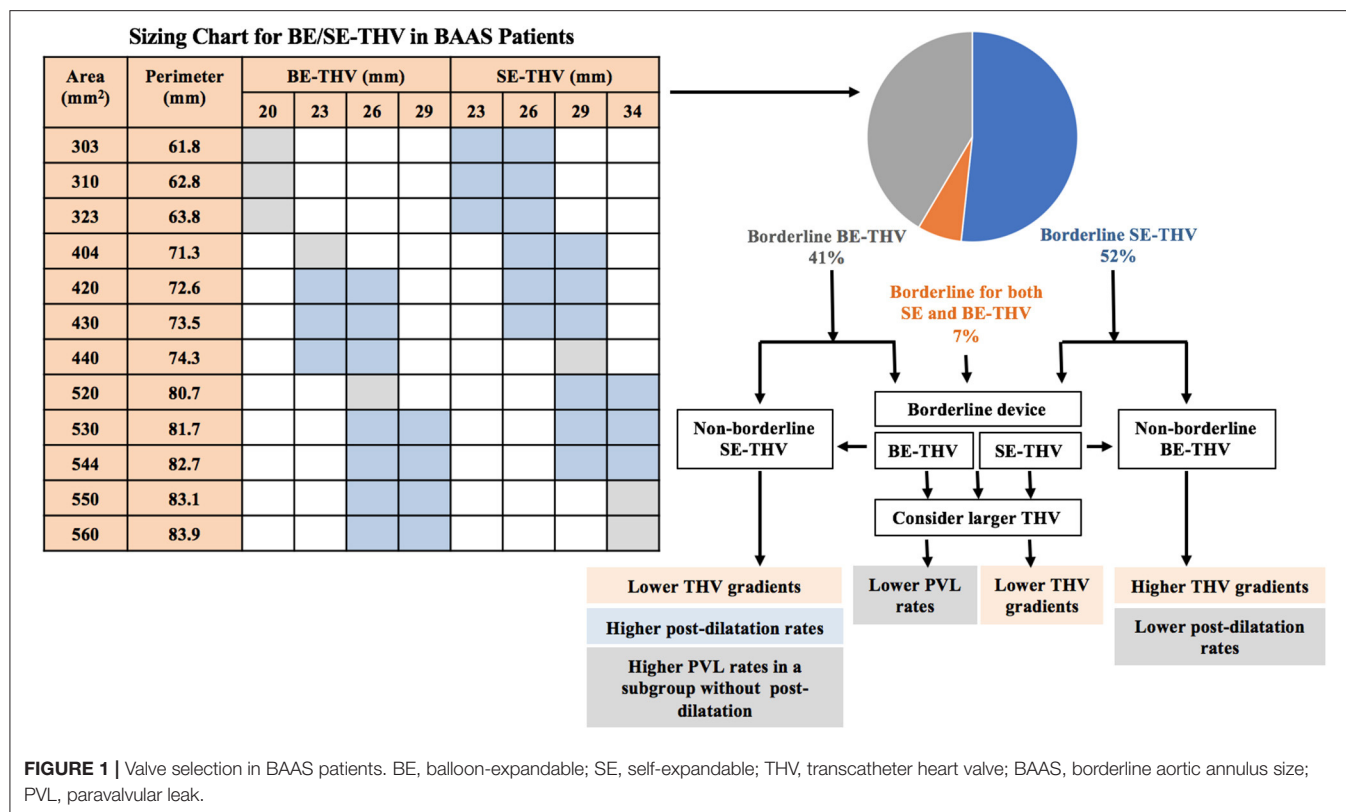 Sizing Chart for BE/SE-THV in BAAS Patients
Area (mm²) Perimeter (mm) BE-THV (mm) SE-THV (mm)
20 23 26 29 23 26 29 34
303 61.8
310 62.8
323 63.8
404 71.3
420 72.6
430 73.5
440 74.3
520 80.7
530 81.7
544 82.7
550 83.1
560 83.9
Borderline BE-THV
41%
Borderline SE-THV
52%
Borderline for both
SE and BE-THV
7%
Non-borderline
SE-THV
Borderline device
BE-THV
SE-THV
Non-borderline
BE-THV
Consider larger THV
Lower THV gradients
Higher post-dilatation rates
Higher PVL rates in a
subgroup without post-
dilatation
Lower PVL
rates
Lower THV
gradients
Higher THV gradients
Lower post-dilatation
rates
FIGURE 1 | Valve selection in BAAS patients. BE, balloon-expandable; SE, self-expandable; THV, transcatheter heart valve; BAAS, borderline aortic annulus size;
PVL, paravalvular leak.